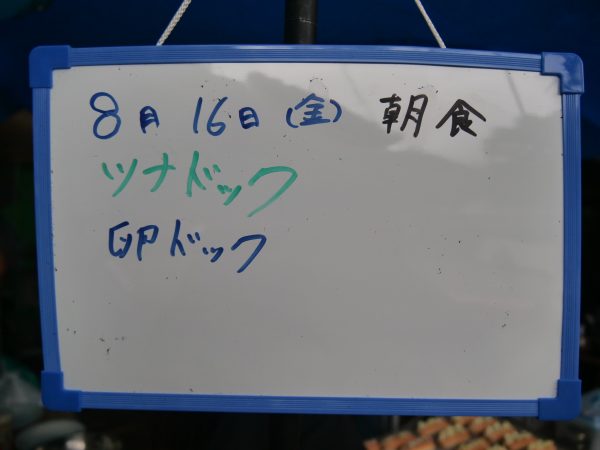 8月 16日(金) 朝食
ツナドック
卵ドック